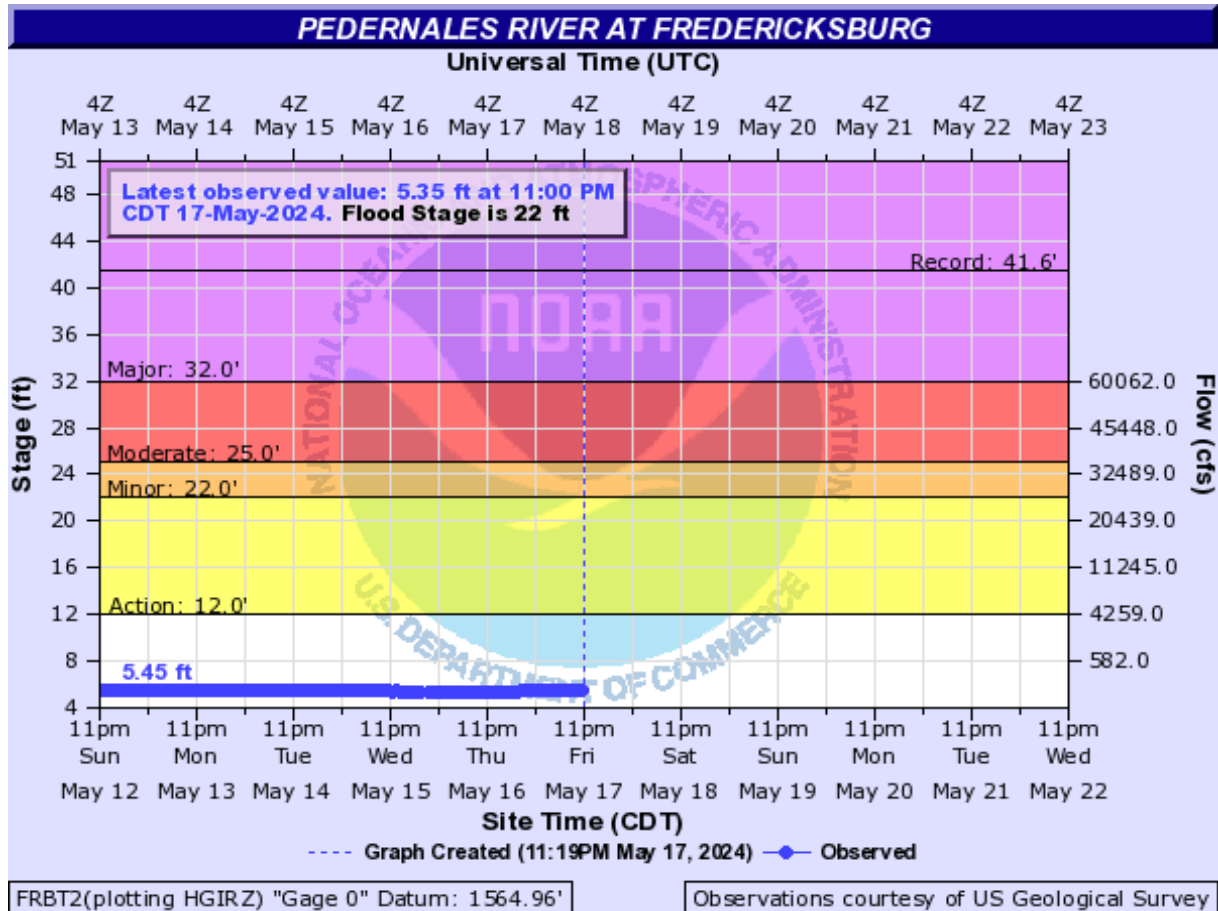 PEDERNALES RIVER AT FREDERICKSBURG
Universal Time (UTC)
4Z 4Z 4Z 4Z 4Z 4Z 4Z 4Z 4Z 4Z 4Z
May 13 May 14 May 15 May 16 May 17 May 18 May 19 May 20 May 21 May 22 May 23
Latest observed value: 5.35 ft at 11:00 PM
CDT 17-May-2024. Flood Stage is 22 ft
NATIONAL OCEANIC AND ATMOSPHERIC ADMINISTRATION
NOAA
U.S. DEPARTMENT OF COMMERCE
Stage (ft)
51
48
44
40
36
32
28
24
20
16
12
8
4
Record: 41.6'
Major: 32.0'
Moderate: 25.0'
Minor: 22.0'
Action: 12.0'
5.45 ft
60062.0
45448.0
32489.0
20439.0
11245.0
4259.0
582.0
Flow (cfs)
11pm 11pm 11pm 11pm 11pm 11pm 11pm 11pm 11pm 11pm 11pm
Sun Mon Tue Wed Thu Fri Sat Sun Mon Tue Wed
May 12 May 13 May 14 May 15 May 16 May 17 May 18 May 19 May 20 May 21 May 22
Site Time (CDT)
Graph Created (11:19PM May 17, 2024) Observed
FRBT2(plotting HGIRZ) "Gage 0" Datum: 1564.96'
Observations courtesy of US Geological Survey